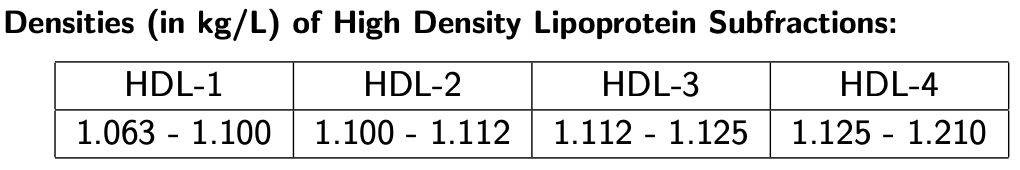 Densities (in kg/L) of High Density Lipoprotein Subfractions:
HDL-1 HDL-2 HDL-3 HDL-4
1.063 - 1.100 1.100 - 1.112 1.112 - 1.125 1.125 - 1.210